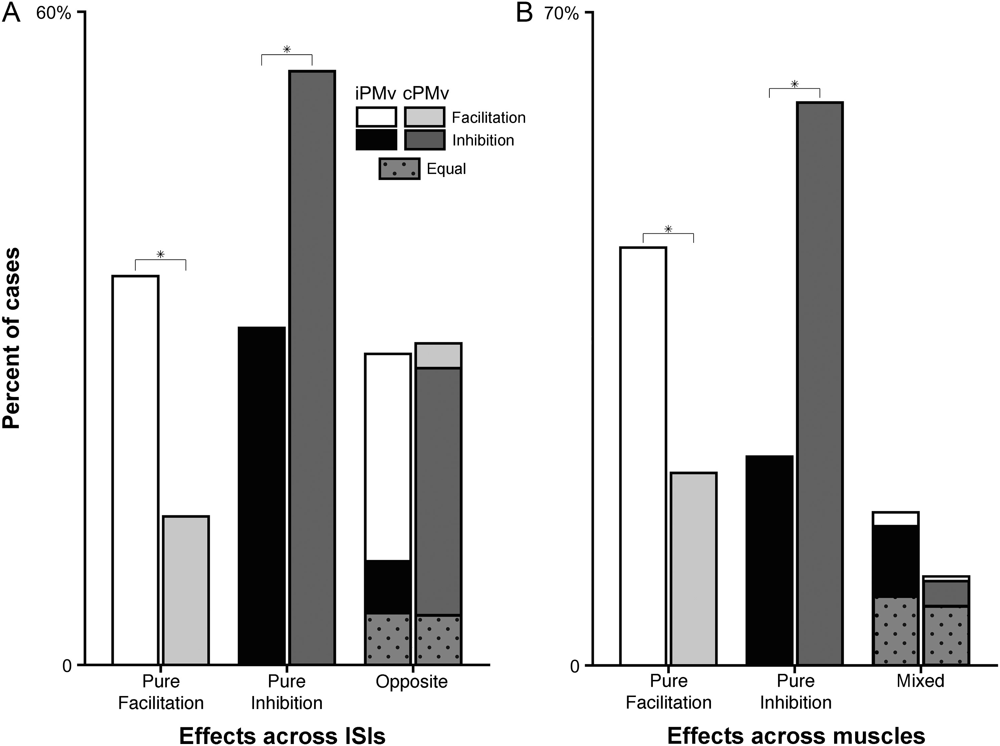 A
60%
0
Percent of cases
*
*
iPMv cPMv
Facilitation
Inhibition
Equal
Pure
Facilitation
Pure
Inhibition
Opposite
Effects across ISIs
B
70%
0
*
*
Pure
Facilitation
Pure
Inhibition
Mixed
Effects across muscles